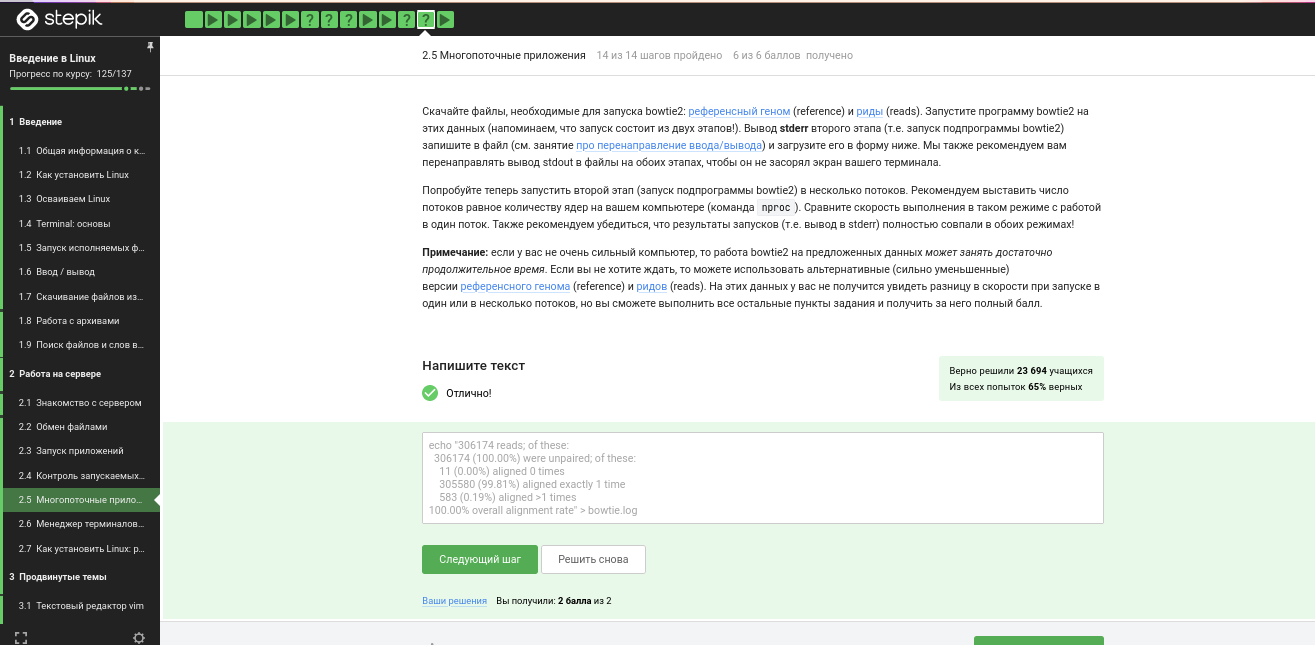 stepik
Введение в Linux
Прогресс по курсу: 125/137
1 Введение
1.1 Общая информация о к...
1.2 Как установить Linux
1.3 Осваиваем Linux
1.4 Terminal: основы
1.5 Запуск исполняемых ф...
1.6 Ввод / вывод
1.7 Скачивание файлов из...
1.8 Работа с архивами
1.9 Поиск файлов и слов в...
2 Работа на сервере
2.1 Знакомство с сервером
2.2 Обмен файлами
2.3 Запуск приложений
2.4 Контроль запускаемых...
2.5 Многопоточные прило...
2.6 Менеджер терминалов...
2.7 Как установить Linux: р...
3 Продвинутые темы
3.1 Текстовый редактор vim
2.5 Многопоточные приложения 14 из 14 шагов пройдено 6 из 6 баллов получено
Скачайте файлы, необходимые для запуска bowtie2: референсный геном (reference) и риды (reads). Запустите программу bowtie2 на
этих данных (напоминаем, что запуск состоит из двух этапов!). Вывод stderr второго этапа (т.е. запуск подпрограммы bowtie2)
запишите в файл (см. занятие про перенаправление ввода/вывода) и загрузите его в форму ниже. Мы также рекомендуем вам
перенаправлять вывод stdout в файлы на обоих этапах, чтобы он не засорял экран вашего терминала.
Попробуйте теперь запустить второй этап (запуск подпрограммы bowtie2) в несколько потоков. Рекомендуем выставить число
потоков равное количеству ядер на вашем компьютере (команда nproc ). Сравните скорость выполнения в таком режиме с работой
в один поток. Также рекомендуем убедиться, что результаты запусков (т.е. вывод в stderr) полностью совпали в обоих режимах!
Примечание: если у вас не очень сильный компьютер, то работа bowtie2 на предложенных данных может занять достаточно
продолжительное время. Если вы не хотите ждать, то можете использовать альтернативные (сильно уменьшенные)
версии референсного генома (reference) и ридов (reads). На этих данных у вас не получится увидеть разницу в скорости при запуске в
один или в несколько потоков, но вы сможете выполнить все остальные пункты задания и получить за него полный балл.
Напишите текст
Отлично!
Верно решили 23 694 учащихся
Из всех попыток 65% верных
echo "306174 reads; of these:
306174 (100.00%) were unpaired; of these:
11 (0.00%) aligned 0 times
305580 (99.81%) aligned exactly 1 time
583 (0.19%) aligned >1 times
100.00% overall alignment rate" > bowtie.log
Следующий шаг Решить снова
Ваши решения Вы получили: 2 балла из 2